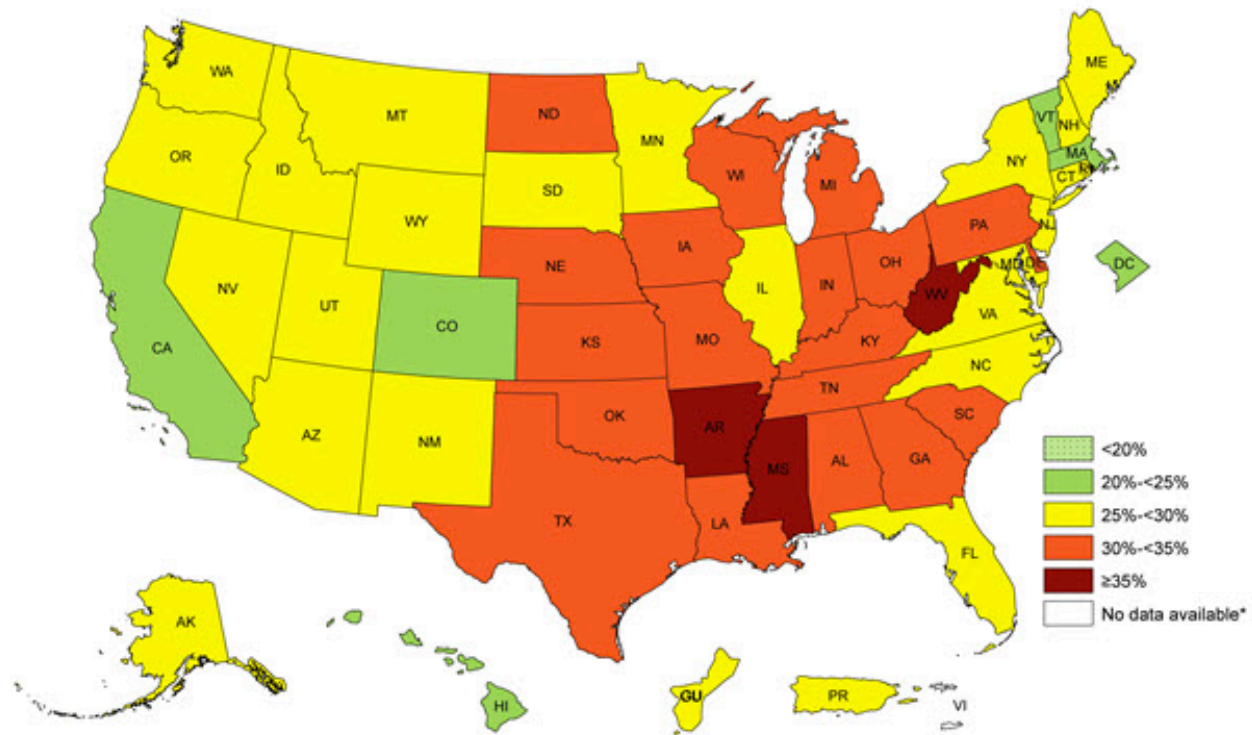 WA
MT
ND
MN
ME
VT
NH
OR
ID
SD
WI
MI
NY
MA
RI
CT
WY
IA
PA
NJ
NE
IL
IN
OH
MD
DE
DC
NV
UT
CO
WV
VA
CA
KS
MO
KY
NC
TN
AZ
NM
OK
AR
SC
MS
AL
GA
TX
LA
FL
<20%
20%-<25%
25%-<30%
30%-<35%
≥35%
No data available*
AK
HI
GU
PR
VI